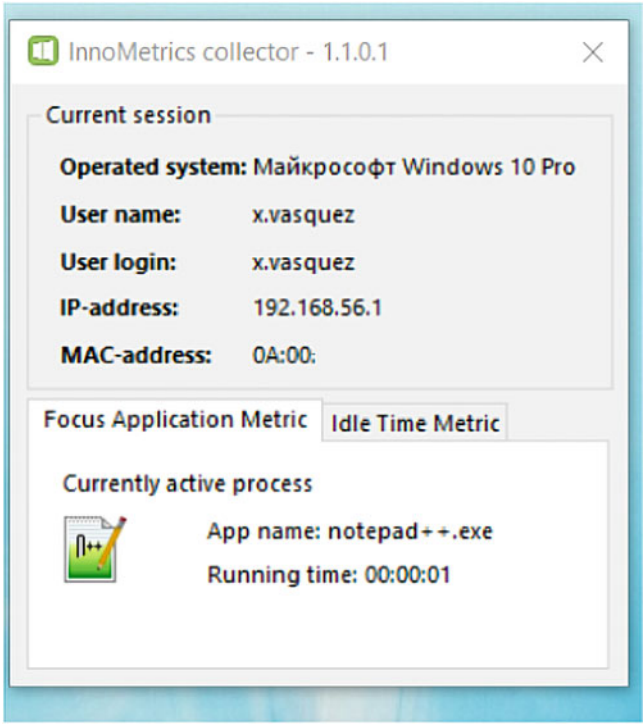 InnoMetrics collector - 1.1.0.1
Current session
Operated system: Майкрософт Windows 10 Pro
User name: x.vasquez
User login: x.vasquez
IP-address: 192.168.56.1
MAC-address: 0A:00:
Focus Application Metric Idle Time Metric
Currently active process
n++
App name: notepad++.exe
Running time: 00:00:01